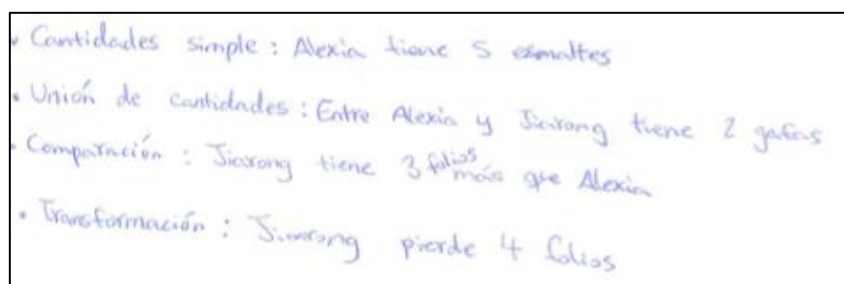 • Cantidades simple : Alexia tiene 5 esmaltes
• Unión de cantidades : Entre Alexia y Jiarong tiene 2 gafas
• Comparación : Jiarong tiene 3 folios más que Alexia
• Transformación : Jiarong pierde 4 folios